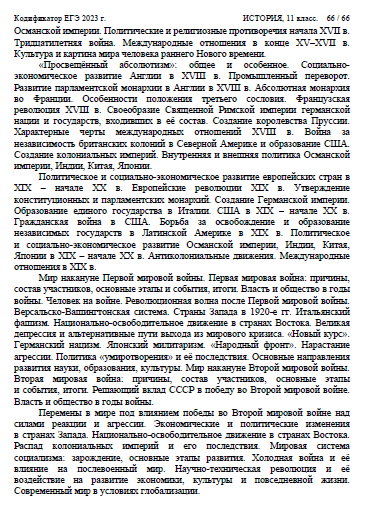 Кодификатор ЕГЭ 2023 г. ИСТОРИЯ, 11 класс. 66 / 66
Османской империи. Политические и религиозные противоречия начала XVII в.
Тридцатилетняя война. Международные отношения в конце XV–XVII в.
Культура и картина мира человека раннего Нового времени.
«Просвещённый абсолютизм»: общее и особенное. Социально-
экономическое развитие Англии в XVIII в. Промышленный переворот.
Развитие парламентской монархии в Англии в XVIII в. Абсолютная монархия
во Франции. Особенности положения третьего сословия. Французская
революция XVIII в. Своеобразие Священной Римской империи германской
нации и государств, входивших в её состав. Создание королевства Пруссии.
Характерные черты международных отношений XVIII в. Война за
независимость британских колоний в Северной Америке и образование США.
Создание колониальных империй. Внутренняя и внешняя политика Османской
империи, Индии, Китая, Японии.
Политическое и социально-экономическое развитие европейских стран в
XIX – начале XX в. Европейские революции XIX в. Утверждение
конституционных и парламентских монархий. Создание Германской империи.
Образование единого государства в Италии. США в XIX – начале XX в.
Гражданская война в США. Борьба за освобождение и образование
независимых государств в Латинской Америке в XIX в. Политическое
и социально-экономическое развитие Османской империи, Индии, Китая,
Японии в XIX – начале XX в. Антиколониальные движения. Международные
отношения в XIX в.
Мир накануне Первой мировой войны. Первая мировая война: причины,
состав участников, основные этапы и события, итоги. Власть и общество в годы
войны. Человек на войне. Революционная волна после Первой мировой войны.
Версальско-Вашингтонская система. Страны Запада в 1920-е гг. Итальянский
фашизм. Национально-освободительное движение в странах Востока. Великая
депрессия и альтернативные пути выхода из мирового кризиса. «Новый курс».
Германский нацизм. Японский милитаризм. «Народный фронт». Нарастание
агрессии. Политика «умиротворения» и её последствия. Основные направления
развития науки, образования, культуры. Мир накануне Второй мировой войны.
Вторая мировая война: причины, состав участников, основные этапы
и события, итоги. Решающий вклад СССР в победу во Второй мировой войне.
Власть и общество в годы войны.
Перемены в мире под влиянием победы во Второй мировой войне над
силами реакции и агрессии. Экономические и политические изменения
в странах Запада. Национально-освободительное движение в странах Востока.
Распад колониальных империй и его последствия. Мировая система
социализма: зарождение, основные этапы развития. Холодная война и её
влияние на послевоенный мир. Научно-техническая революция и её
воздействие на развитие экономики, культуры и повседневной жизни.
Современный мир в условиях глобализации.